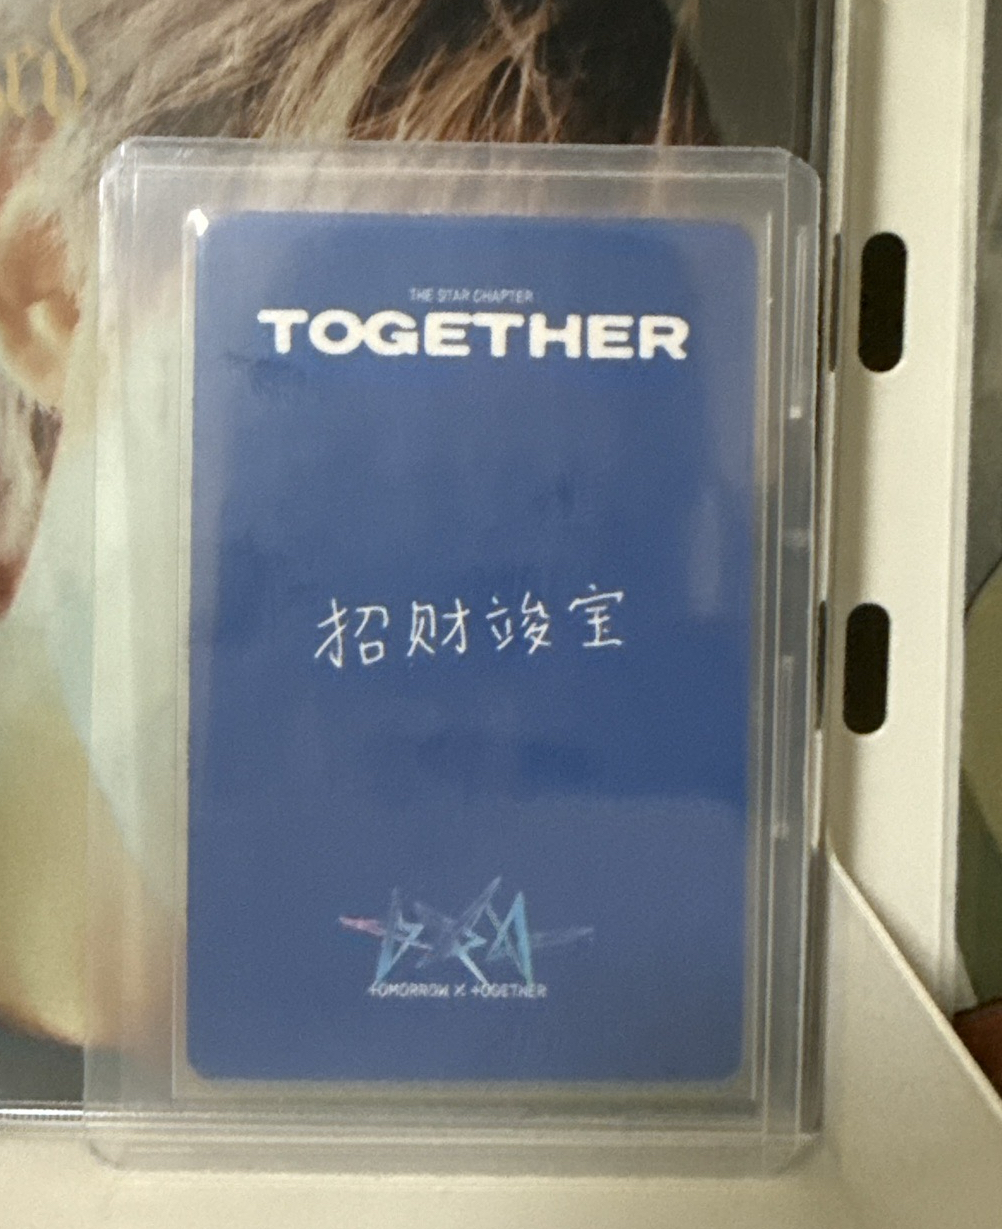 THE STAR CHAPTER
TOGETHER
招财竣宝
TOMORROW X TOGETHER